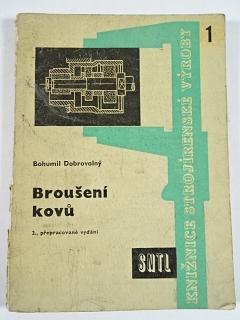 1
Bohumil Dobrovolný
Broušení
kovů
2., přepracované vydání
SNTL
KNIŽNICE STROJÍRENSKÉ VÝROBY